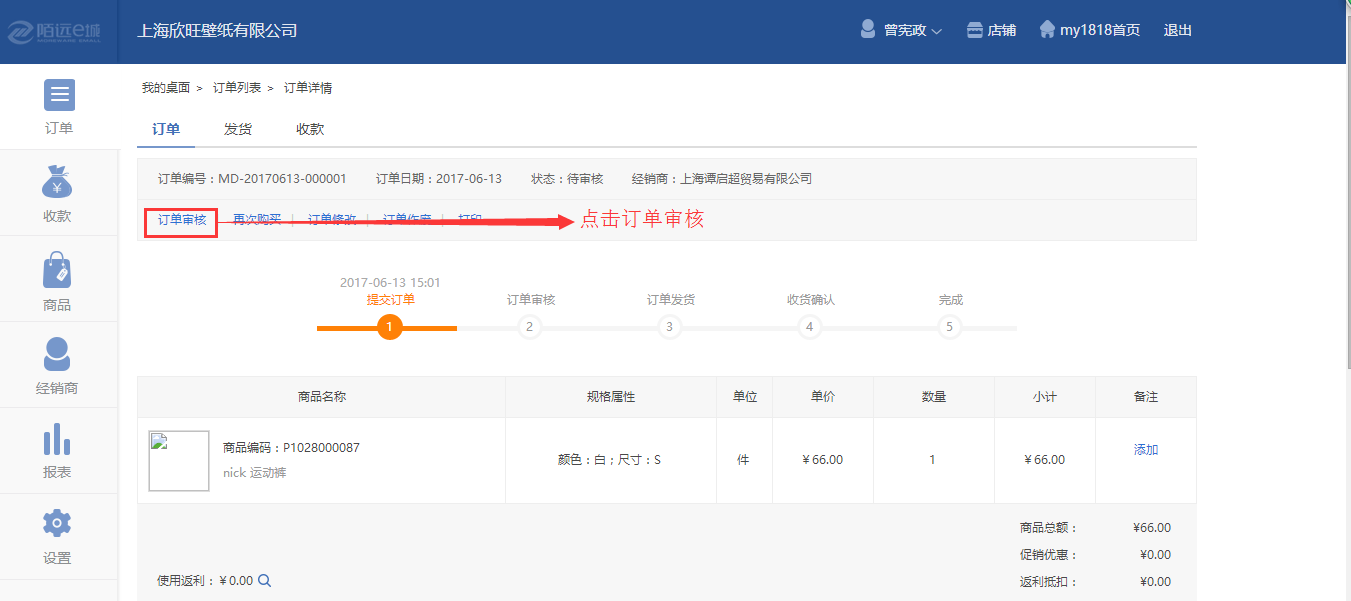 陌远e城
上海欣旺壁纸有限公司
曾宪政 店铺 my1818首页 退出
订单
收款
商品
经销商
报表
设置
我的桌面 > 订单列表 > 订单详情
订单 发货 收款
订单编号：MD-20170613-000001 订单日期：2017-06-13 状态：待审核 经销商：上海谭启超贸易有限公司
订单审核 再次购买 | 订单修改 | 订单作废 | 打印 点击订单审核
2017-06-13 15:01
提交订单 订单审核 订单发货 收货确认 完成
1 2 3 4 5
商品名称 规格属性 单位 单价 数量 小计 备注
商品编码：P1028000087
nick 运动裤
颜色：白；尺寸：S 件 ¥66.00 1 ¥66.00 添加
商品总额： ¥66.00
促销优惠： ¥0.00
使用返利：¥0.00 返利抵扣： ¥0.00